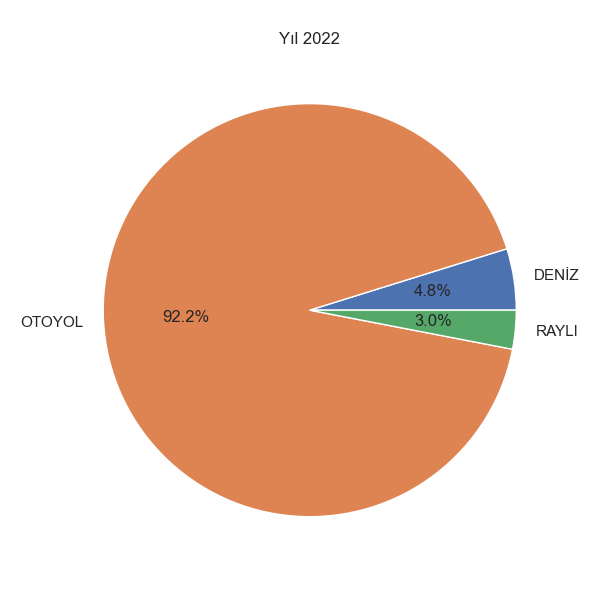 Yıl 2022
DENİZ
4.8%
92.2%
OTOYOL
3.0%
RAYLI